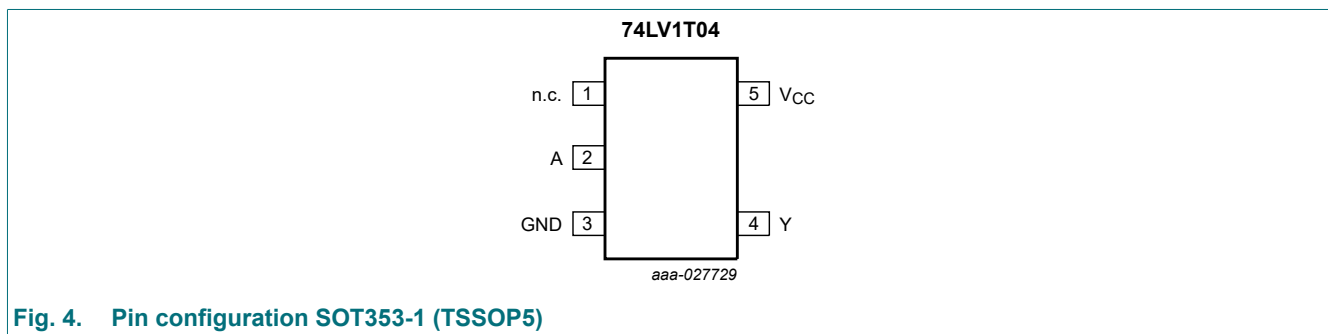 74LV1T04
n.c. 1 5 VCC
A 2
GND 3 4 Y
aaa-027729
Fig. 4. Pin configuration SOT353-1 (TSSOP5)